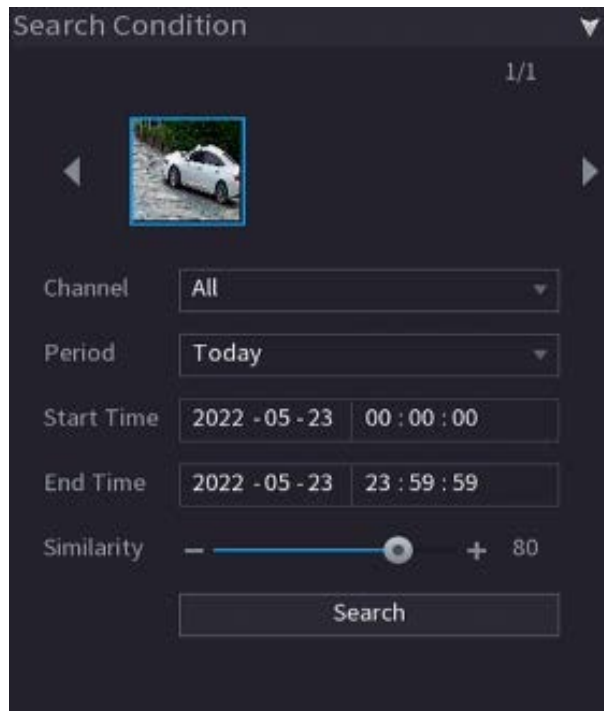 Search Condition
1/1
Channel All
Period Today
Start Time 2022 -05 -23 00 : 00 : 00
End Time 2022 -05 -23 23 : 59 : 59
Similarity − + 80
Search